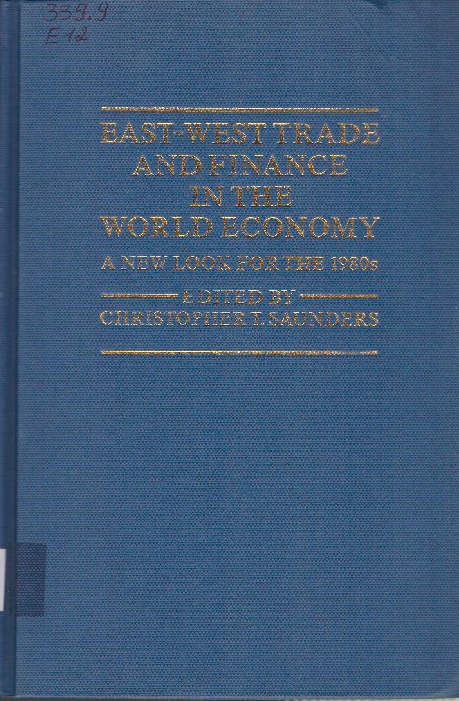 339.9
E 12
EAST-WEST TRADE
AND FINANCE
IN THE
WORLD ECONOMY
A NEW LOOK FOR THE 1980s
EDITED BY
CHRISTOPHER T. SAUNDERS